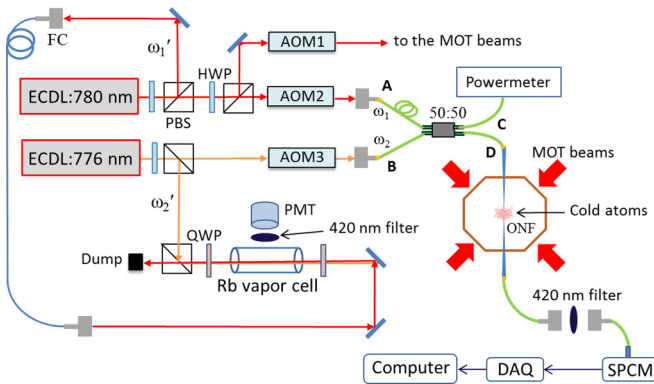 FC
ω₁′
HWP
AOM1
to the MOT beams
ECDL:780 nm
PBS
AOM2
A
ω₁
50:50
Powermeter
C
ECDL:776 nm
AOM3
ω₂
B
D
MOT beams
ω₂′
PMT
420 nm filter
QWP
Dump
Rb vapor cell
Cold atoms
ONF
420 nm filter
Computer
DAQ
SPCM